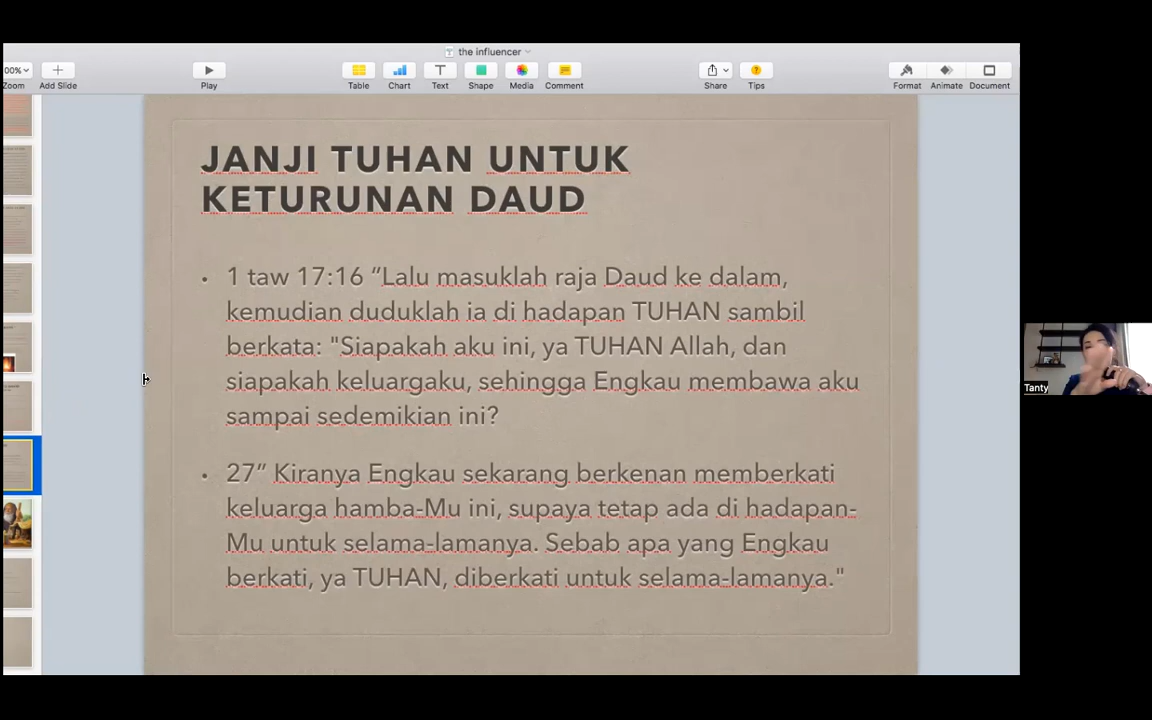 the influencer
00%
Zoom
Add Slide
Play
Table
Chart
Text
Shape
Media
Comment
Share
Tips
Format
Animate
Document
JANJI TUHAN UNTUK
KETURUNAN DAUD
• 1 taw 17:16 “Lalu masuklah raja Daud ke dalam,
kemudian duduklah ia di hadapan TUHAN sambil
berkata: "Siapakah aku ini, ya TUHAN Allah, dan
siapakah keluargaku, sehingga Engkau membawa aku
sampai sedemikian ini?
• 27” Kiranya Engkau sekarang berkenan memberkati
keluarga hamba-Mu ini, supaya tetap ada di hadapan-
Mu untuk selama-lamanya. Sebab apa yang Engkau
berkati, ya TUHAN, diberkati untuk selama-lamanya."
Tanty